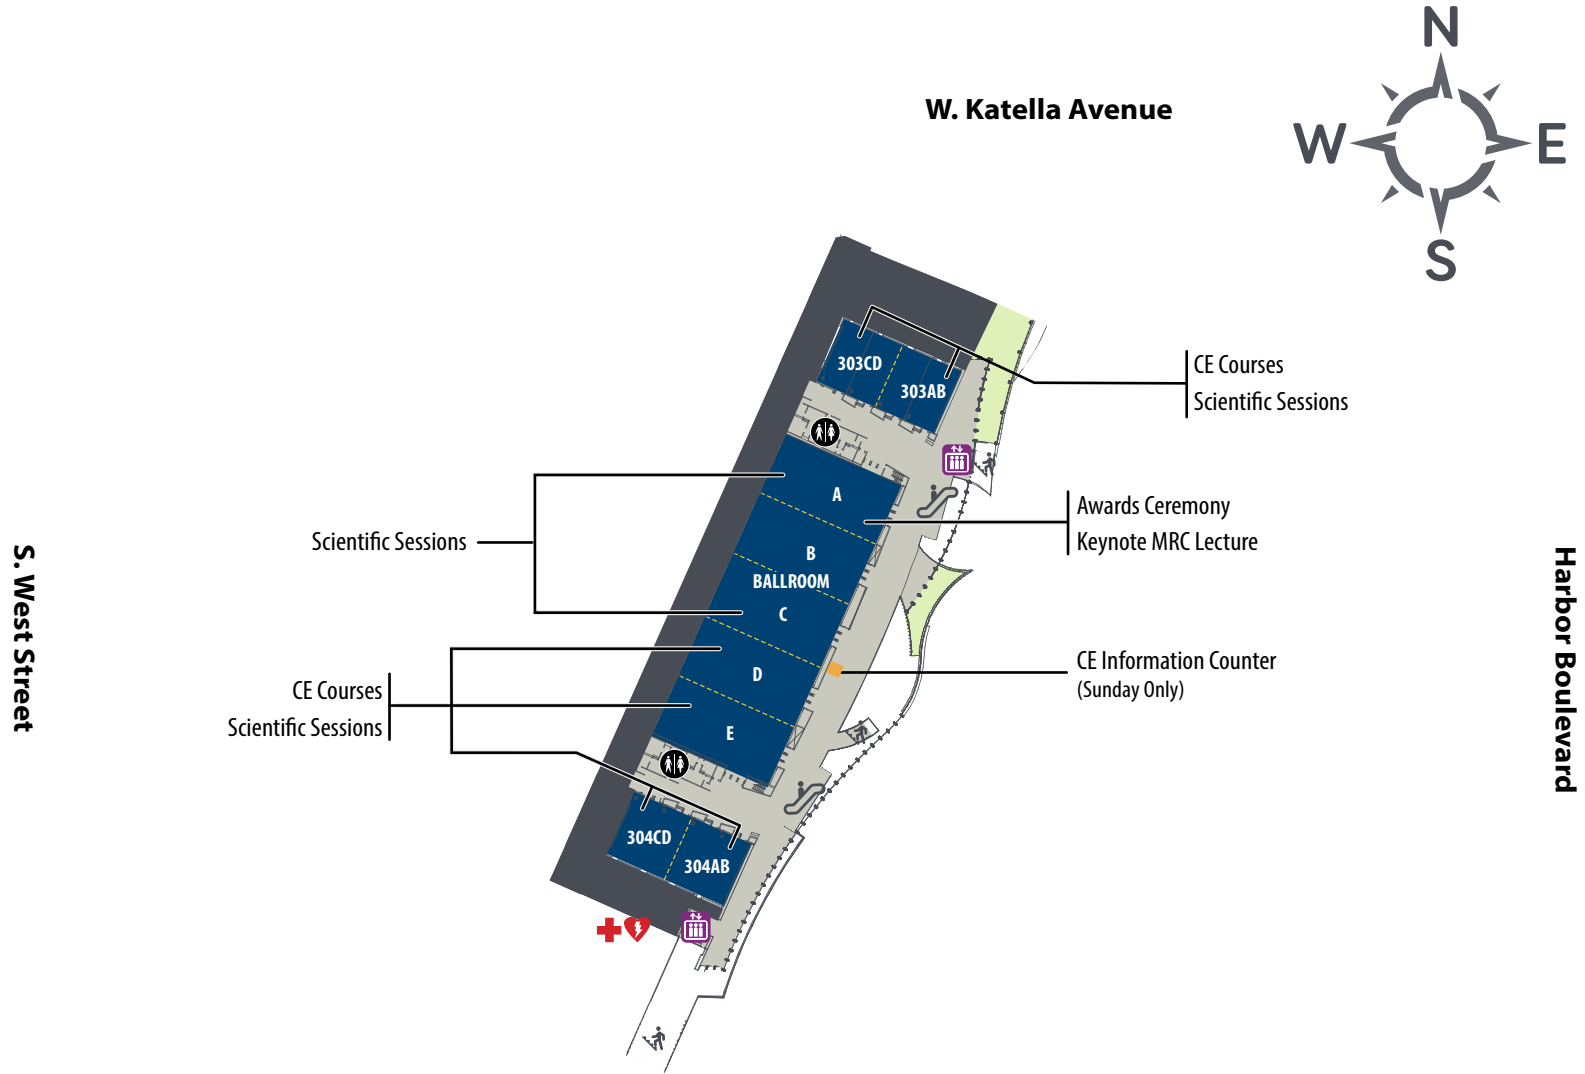 N
W. Katella Avenue
W
E
S
303CD
303AB
CE Courses
Scientific Sessions
A
Awards Ceremony
Keynote MRC Lecture
Scientific Sessions
B
BALLROOM
C
S. West Street
Harbor Boulevard
D
CE Information Counter
(Sunday Only)
CE Courses
Scientific Sessions
E
304CD
304AB